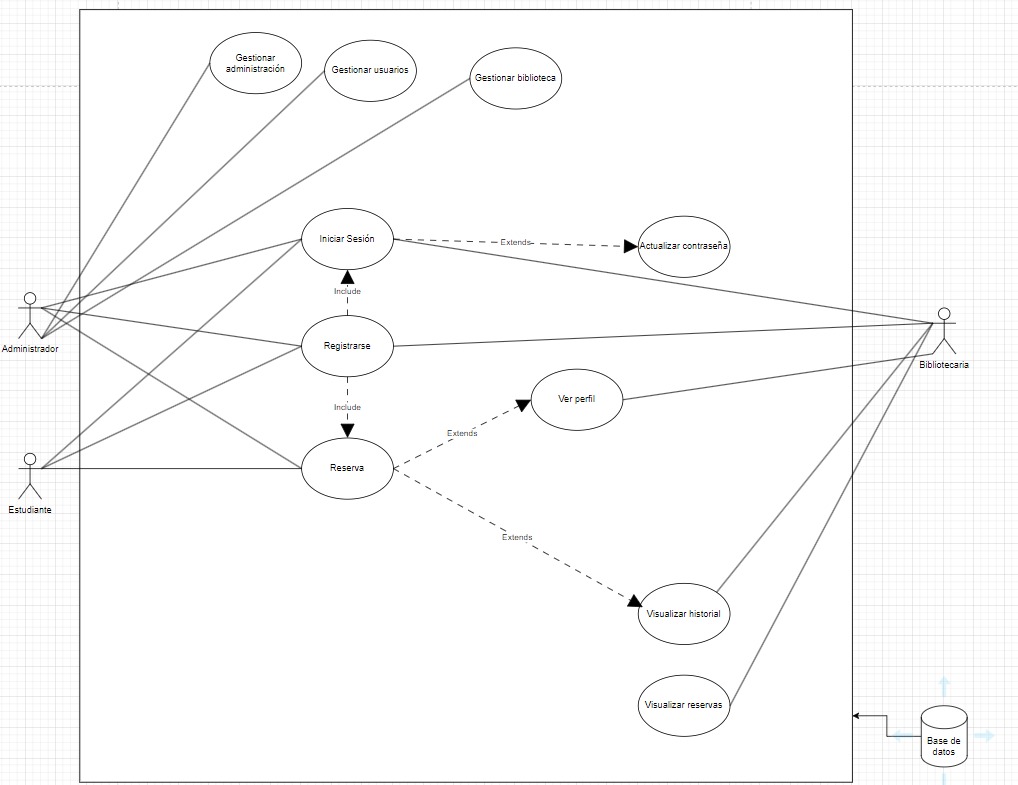 Gestionar
administración
Gestionar usuarios
Gestionar biblioteca
Iniciar Sesión
Extends
Actualizar contraseña
Include
Administrador
Registrarse
Bibliotecaria
Ver perfil
Include
Extends
Reserva
Estudiante
Extends
Visualizar historial
Visualizar reservas
Base de
datos